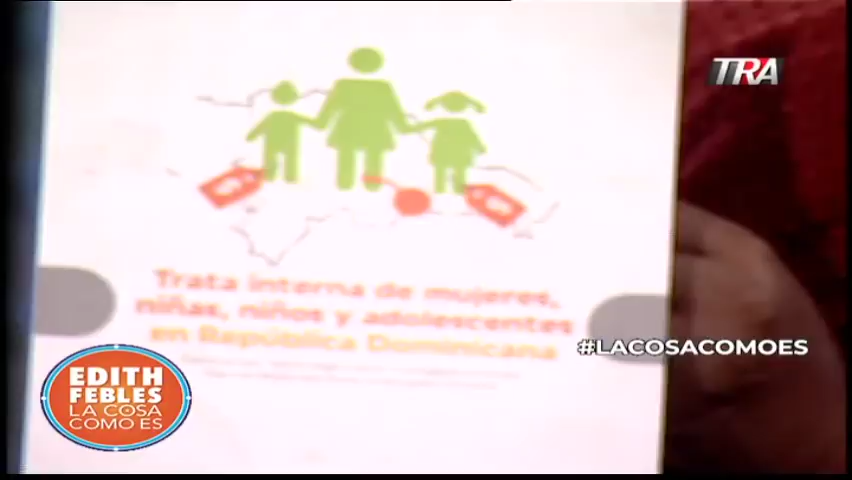 TRA
Trata interna de mujeres,
niñas, niños y adolescentes
en República Dominicana
#LACOSACOMOES
EDITH
FEBLES
LA COSA
COMO ES